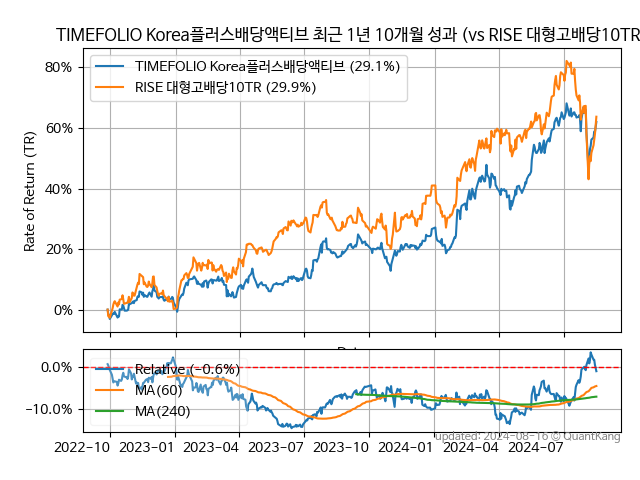 TIMEFOLIO Korea플러스배당액티브 최근 1년 10개월 성과 (vs RISE 대형고배당10TR
TIMEFOLIO Korea플러스배당액티브 (29.1%)
RISE 대형고배당10TR (29.9%)
Rate of Return (TR)
80%
60%
40%
20%
0%
Relative (−0.6%)
MA(60)
MA(240)
0.0%
−10.0%
2022−10 2023−01 2023−04 2023−07 2023−10 2024−01 2024−04 2024−07
updated: 2024−08−16 © QuantKang